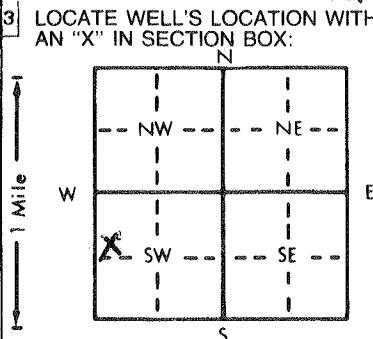 3 LOCATE WELL'S LOCATION WITH
AN "X" IN SECTION BOX:
N
NW NE
W E
1 Mile
X
SW SE
S